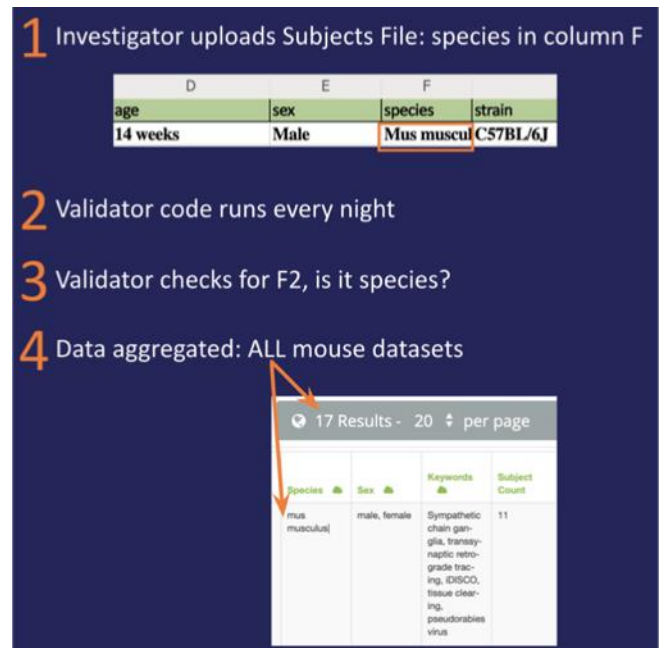 1 Investigator uploads Subjects File: species in column F
D E F
age sex species strain
14 weeks Male Mus muscul C57BL/6J
2 Validator code runs every night
3 Validator checks for F2, is it species?
4 Data aggregated: ALL mouse datasets
17 Results - 20 per page
Species Sex Keywords Subject
Count
mus male, female Sympathetic 11
musculus chain gan-
glia, transsy-
naptic retro-
grade trac-
ing, iDISCO,
tissue clear-
ing,
pseudorabies
virus